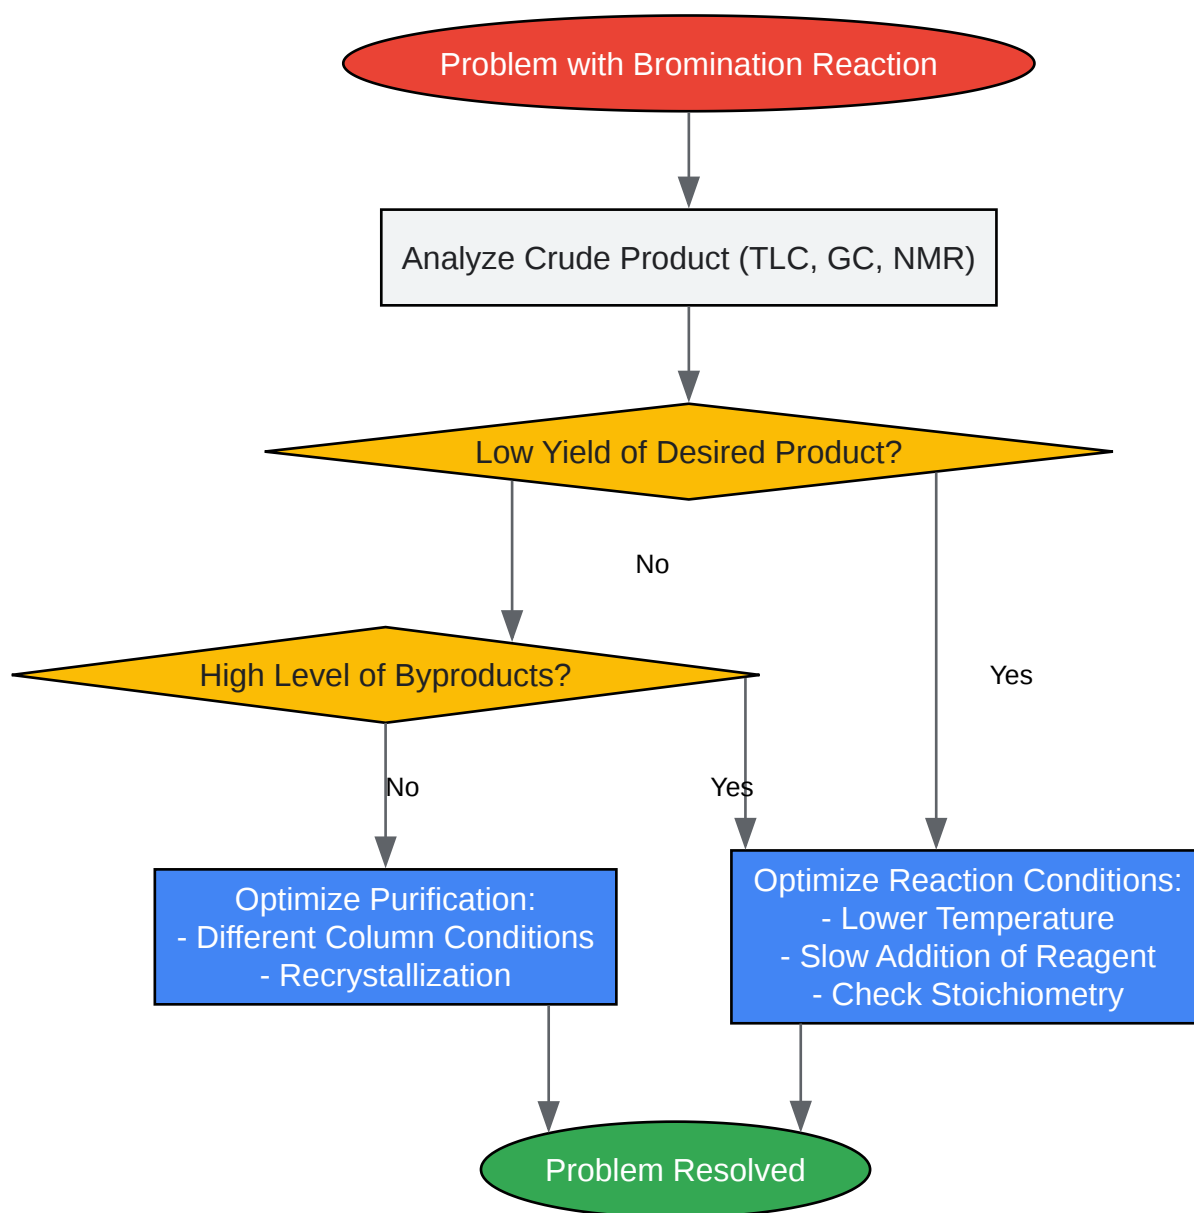 Problem with Bromination Reaction
Analyze Crude Product (TLC, GC, NMR)
Low Yield of Desired Product?
No
High Level of Byproducts?
Yes
No
Yes
Optimize Purification:
- Different Column Conditions
- Recrystallization
Optimize Reaction Conditions:
- Lower Temperature
- Slow Addition of Reagent
- Check Stoichiometry
Problem Resolved